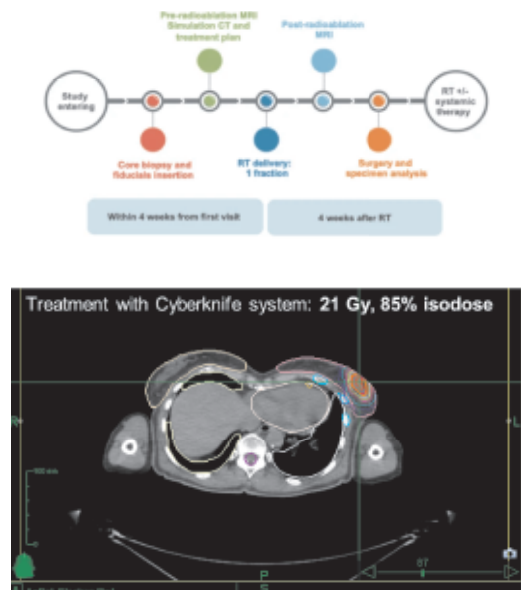 Pre-radioablation MRI
Simulation CT and
treatment plan
Post-radioablation
MRI
Study
entering
RT +/-
systemic
therapy
Core biopsy and
fiducials insertion
RT delivery:
1 fraction
Surgery and
specimen analysis
Within 4 weeks from first visit
4 weeks after RT
Treatment with Cyberknife system: 21 Gy, 85% isodose
R
L
87
P